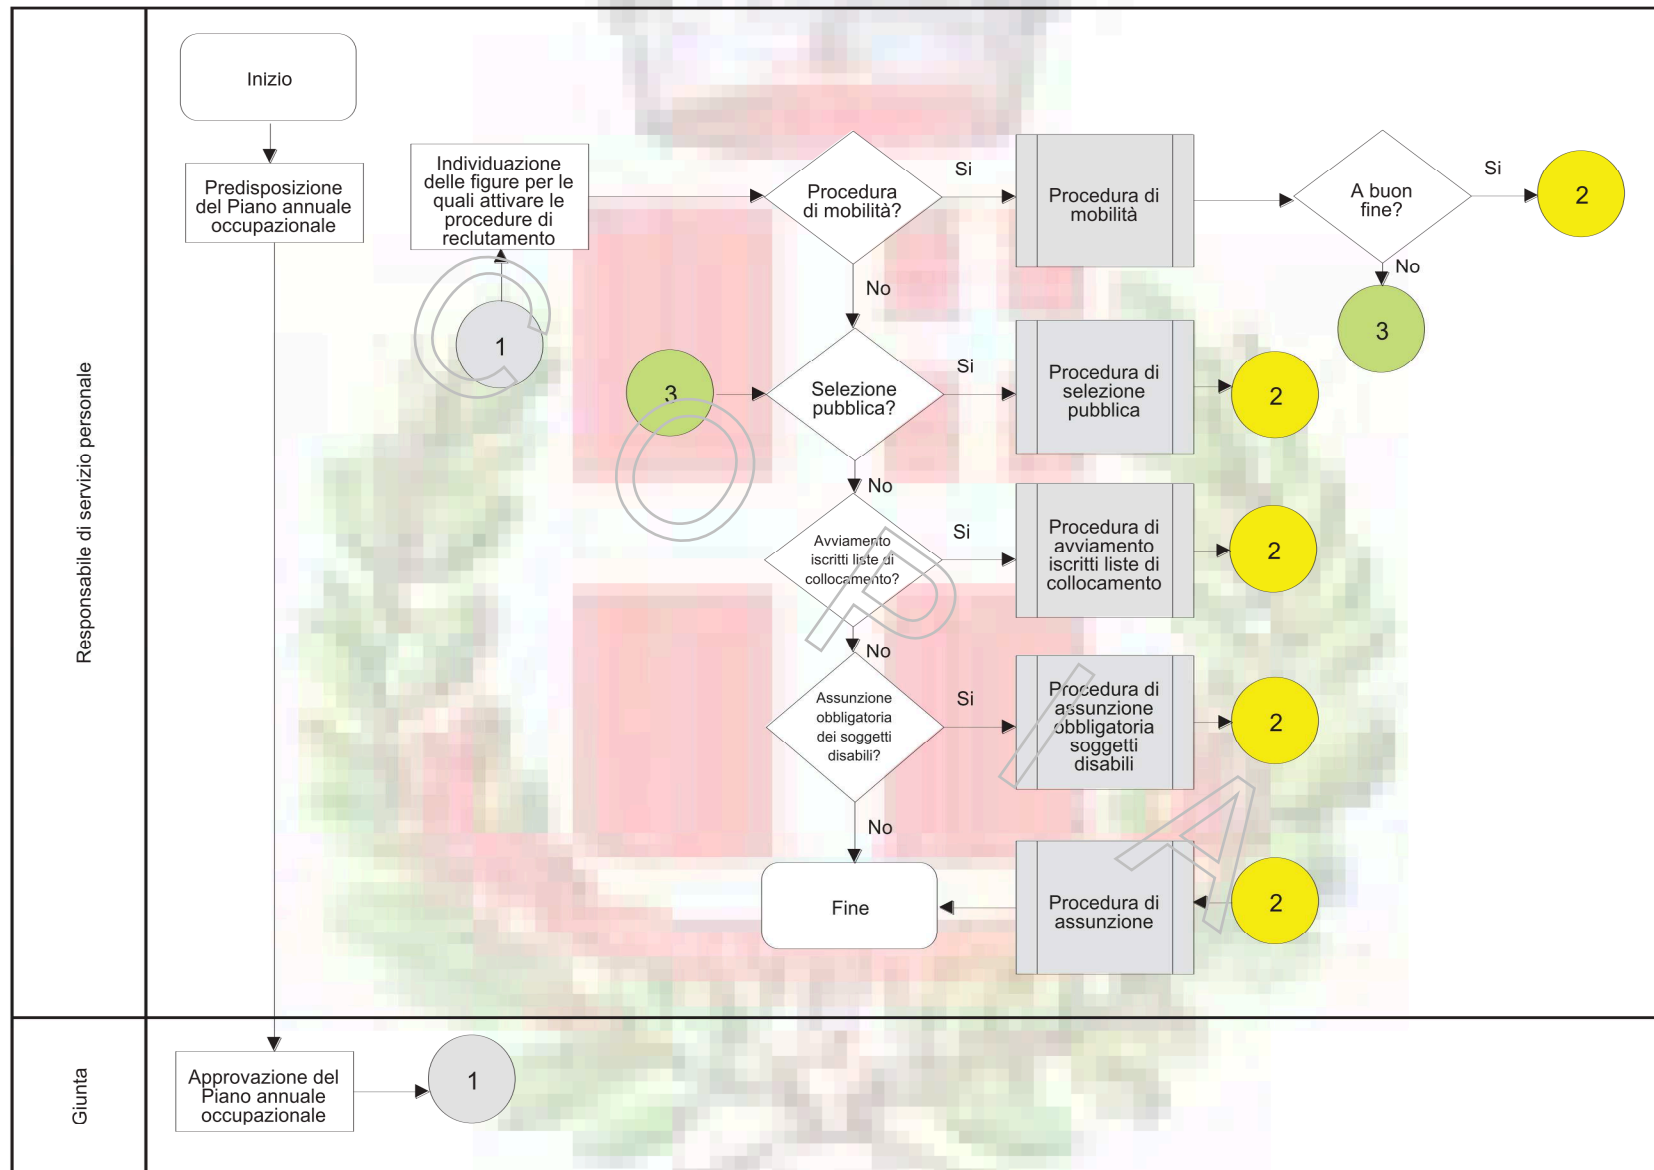 Responsabile di servizio personale
Inizio
Predisposizione
del Piano annuale
occupazionale
Individuazione
delle figure per le
quali attivare le
procedure di
reclutamento
1
Procedura
di mobilità?
Si
Procedura di
mobilità
A buon
fine?
Si
2
No
3
No
3
Selezione
pubblica?
Si
Procedura di
selezione
pubblica
2
No
Avviamento
iscritti liste di
collocamento?
Si
Procedura di
avviamento
iscritti liste di
collocamento
2
No
Assunzione
obbligatoria
dei soggetti
disabili?
Si
Procedura di
assunzione
obbligatoria
soggetti
disabili
2
No
Fine
Procedura di
assunzione
2
Giunta
Approvazione del
Piano annuale
occupazionale
1
COPIA